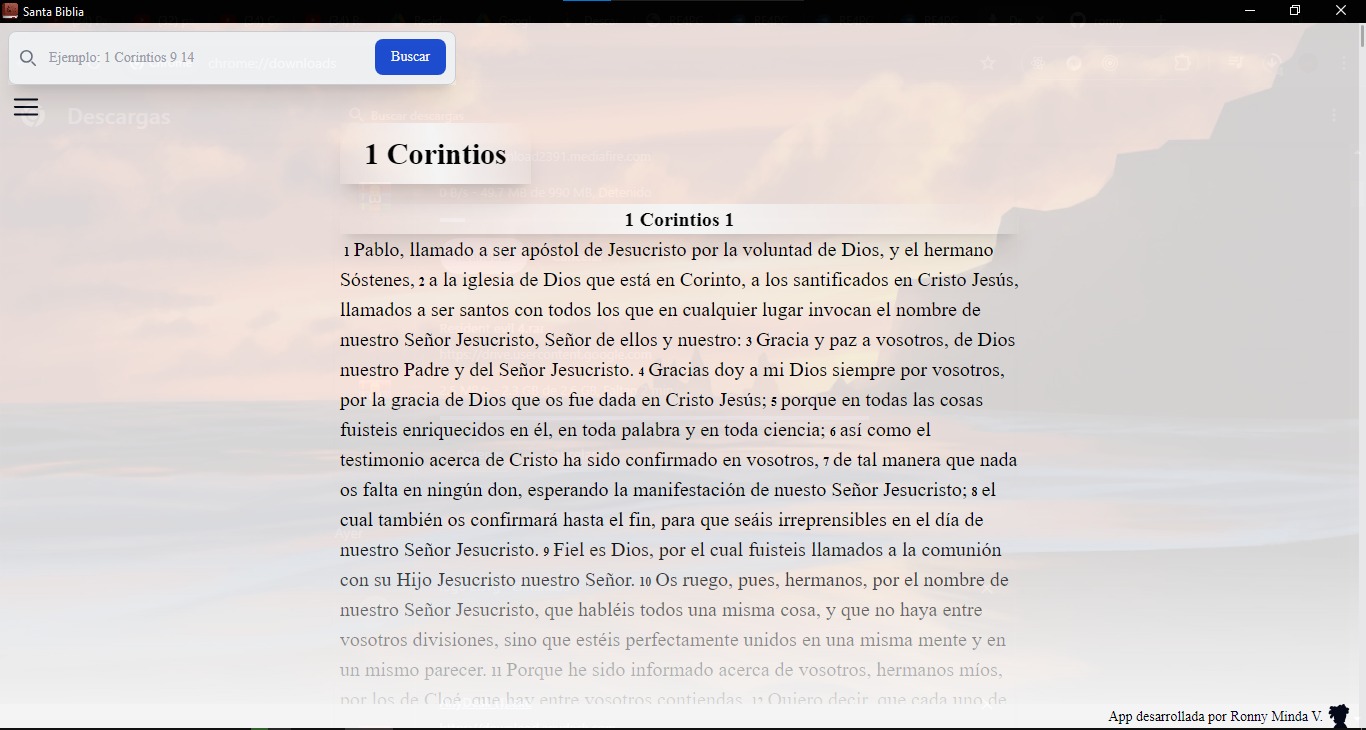 Santa Biblia
Ejemplo: 1 Corintios 9 14
Buscar
chrome://downloads
Descargas
Buscar descargas
1 Corintios
1 Corintios 1
1 Pablo, llamado a ser apóstol de Jesucristo por la voluntad de Dios, y el hermano
Sóstenes, 2 a la iglesia de Dios que está en Corinto, a los santificados en Cristo Jesús,
llamados a ser santos con todos los que en cualquier lugar invocan el nombre de
nuestro Señor Jesucristo, Señor de ellos y nuestro: 3 Gracia y paz a vosotros, de Dios
nuestro Padre y del Señor Jesucristo. 4 Gracias doy a mi Dios siempre por vosotros,
por la gracia de Dios que os fue dada en Cristo Jesús; 5 porque en todas las cosas
fuisteis enriquecidos en él, en toda palabra y en toda ciencia; 6 así como el
testimonio acerca de Cristo ha sido confirmado en vosotros, 7 de tal manera que nada
os falta en ningún don, esperando la manifestación de nuesto Señor Jesucristo; 8 el
cual también os confirmará hasta el fin, para que seáis irreprensibles en el día de
nuestro Señor Jesucristo. 9 Fiel es Dios, por el cual fuisteis llamados a la comunión
con su Hijo Jesucristo nuestro Señor. 10 Os ruego, pues, hermanos, por el nombre de
nuestro Señor Jesucristo, que habléis todos una misma cosa, y que no haya entre
vosotros divisiones, sino que estéis perfectamente unidos en una misma mente y en
un mismo parecer. 11 Porque he sido informado acerca de vosotros, hermanos míos,
por los de Cloé, que hay entre vosotros contiendas. 12 Quiero decir, que cada uno de
App desarrollada por Ronny Minda V.